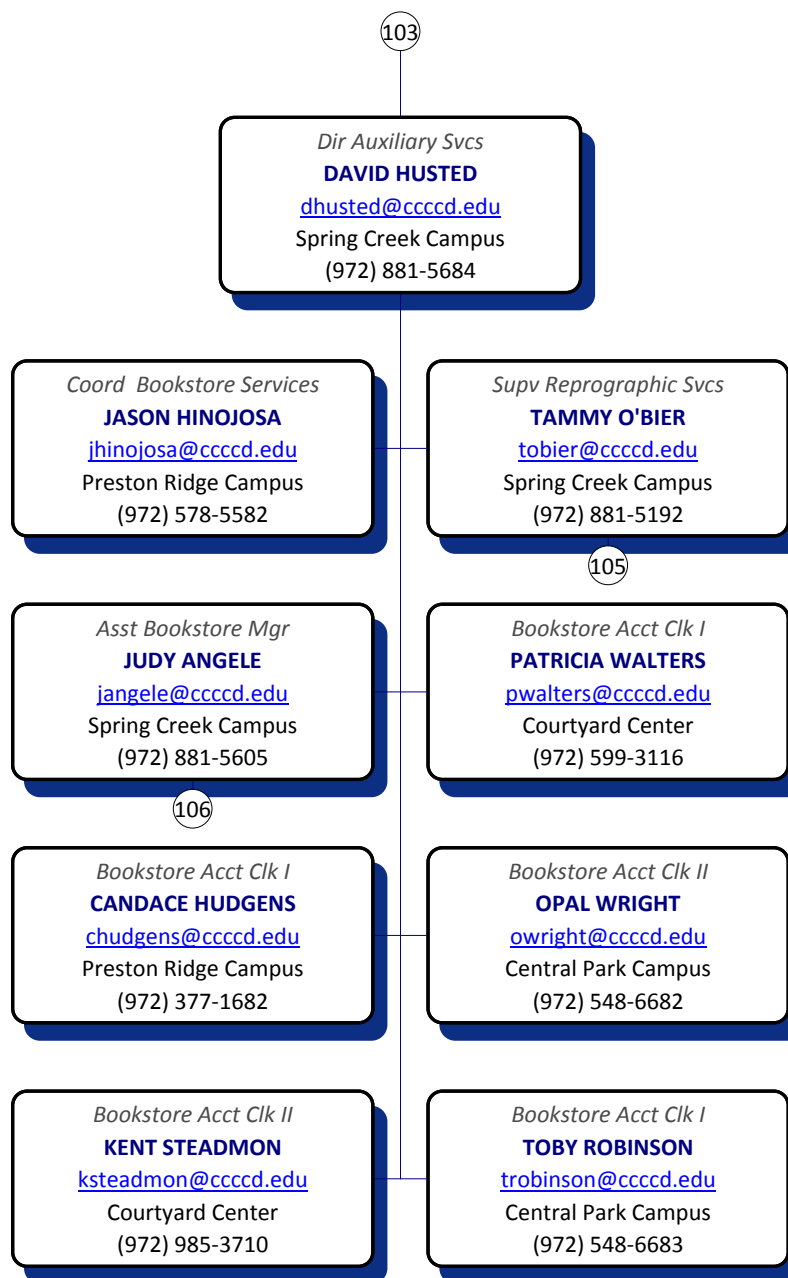 103
Dir Auxiliary Svcs
DAVID HUSTED
dhusted@ccccd.edu
Spring Creek Campus
(972) 881-5684
Coord  Bookstore Services
JASON HINOJOSA
jhinojosa@ccccd.edu
Preston Ridge Campus
(972) 578-5582
Supv Reprographic Svcs
TAMMY O'BIER
tobier@ccccd.edu
Spring Creek Campus
(972) 881-5192
105
Asst Bookstore Mgr
JUDY ANGELE
jangele@ccccd.edu
Spring Creek Campus
(972) 881-5605
106
Bookstore Acct Clk I
PATRICIA WALTERS
pwalters@ccccd.edu
Courtyard Center
(972) 599-3116
Bookstore Acct Clk I
CANDACE HUDGENS
chudgens@ccccd.edu
Preston Ridge Campus
(972) 377-1682
Bookstore Acct Clk II
OPAL WRIGHT
owright@ccccd.edu
Central Park Campus
(972) 548-6682
Bookstore Acct Clk II
KENT STEADMON
ksteadmon@ccccd.edu
Courtyard Center
(972) 985-3710
Bookstore Acct Clk I
TOBY ROBINSON
trobinson@ccccd.edu
Central Park Campus
(972) 548-6683